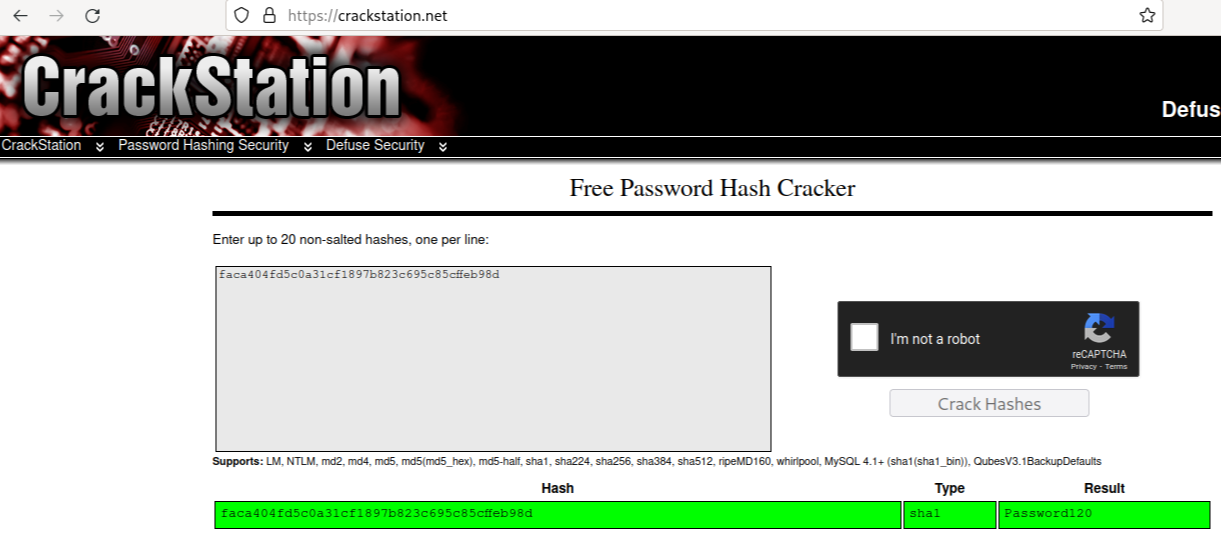 https://crackstation.net
CrackStation
Defus
CrackStation Password Hashing Security Defuse Security
Free Password Hash Cracker
Enter up to 20 non-salted hashes, one per line:
faca404fd5c0a31cf1897b823c695c85cffeb98d
I'm not a robot
reCAPTCHA
Privacy - Terms
Crack Hashes
Supports: LM, NTLM, md2, md4, md5, md5(md5_hex), md5-half, sha1, sha224, sha256, sha384, sha512, ripeMD160, whirlpool, MySQL 4.1+ (sha1(sha1_bin)), QubesV3.1BackupDefaults
Hash Type Result
faca404fd5c0a31cf1897b823c695c85cffeb98d sha1 Password120